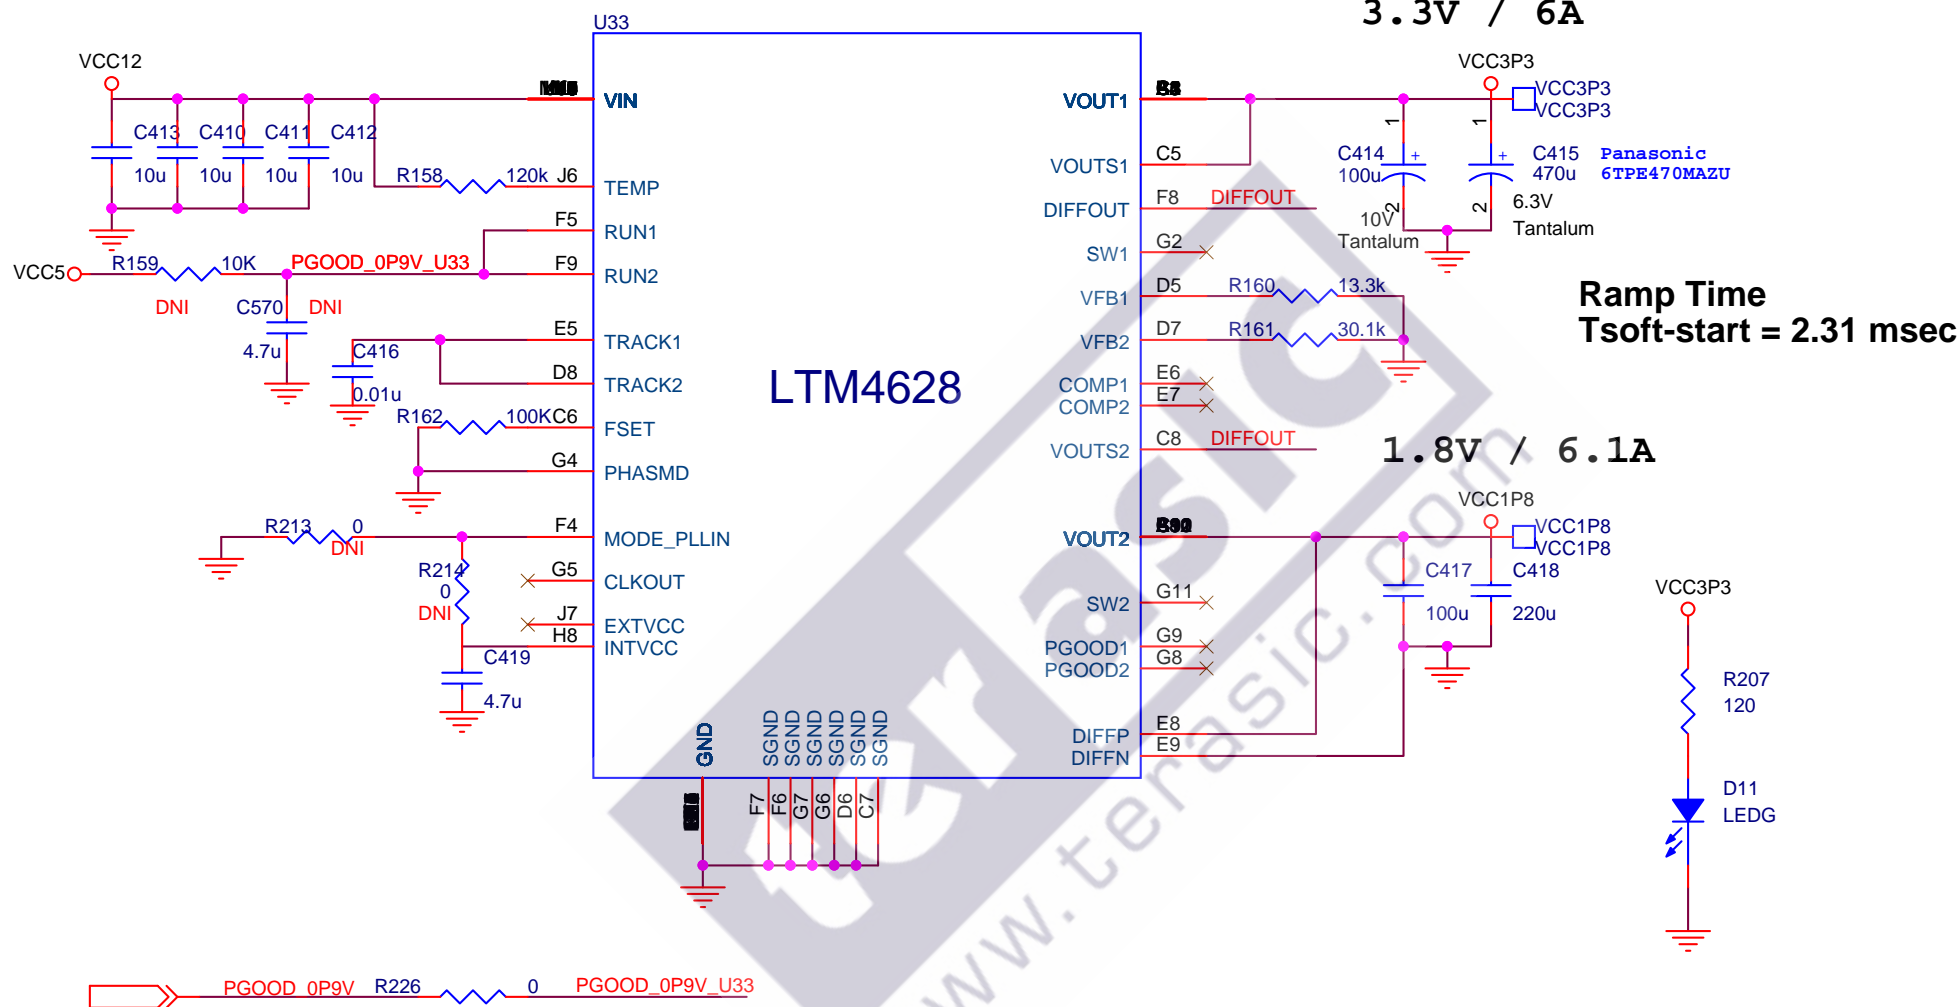 3.3V / 6A
U33
VCC12
VIN
VOUT1
VCC3P3
VCC3P3
VCC3P3
C413
C410
C411
C412
10u
10u
10u
10u
R158
120k
J6
TEMP
VOUTS1
C5
1
1
C414
100u
+
+
C415
470u
Panasonic
6TPE470MAZU
DIFFOUT
F8
DIFFOUT
2
2
10V
Tantalum
6.3V
Tantalum
F5
RUN1
SW1
G2
VCC5
R159
10K
PGOOD_0P9V_U33
F9
RUN2
DNI
C570
DNI
4.7u
VFB1
D5
R160
13.3k
Ramp Time
Tsoft-start = 2.31 msec
E5
TRACK1
VFB2
D7
R161
30.1k
C416
0.01u
D8
TRACK2
LTM4628
COMP1
E6
COMP2
E7
R162
100K
C6
FSET
VOUTS2
C8
DIFFOUT
1.8V / 6.1A
G4
PHASMD
VCC1P8
VCC1P8
VCC1P8
R213
0
DNI
F4
MODE_PLLIN
VOUT2
R214
0
DNI
G5
CLKOUT
C417
100u
C418
220u
VCC3P3
SW2
G11
J7
EXTVCC
H8
INTVCC
PGOOD1
G9
PGOOD2
G8
C419
4.7u
R207
120
GND
SGND
SGND
SGND
SGND
SGND
SGND
DIFFP
E8
DIFFN
E9
F7
F6
G7
G6
D6
C7
D11
LEDG
PGOOD_0P9V
R226
0
PGOOD_0P9V_U33
terasic
www.terasic.com